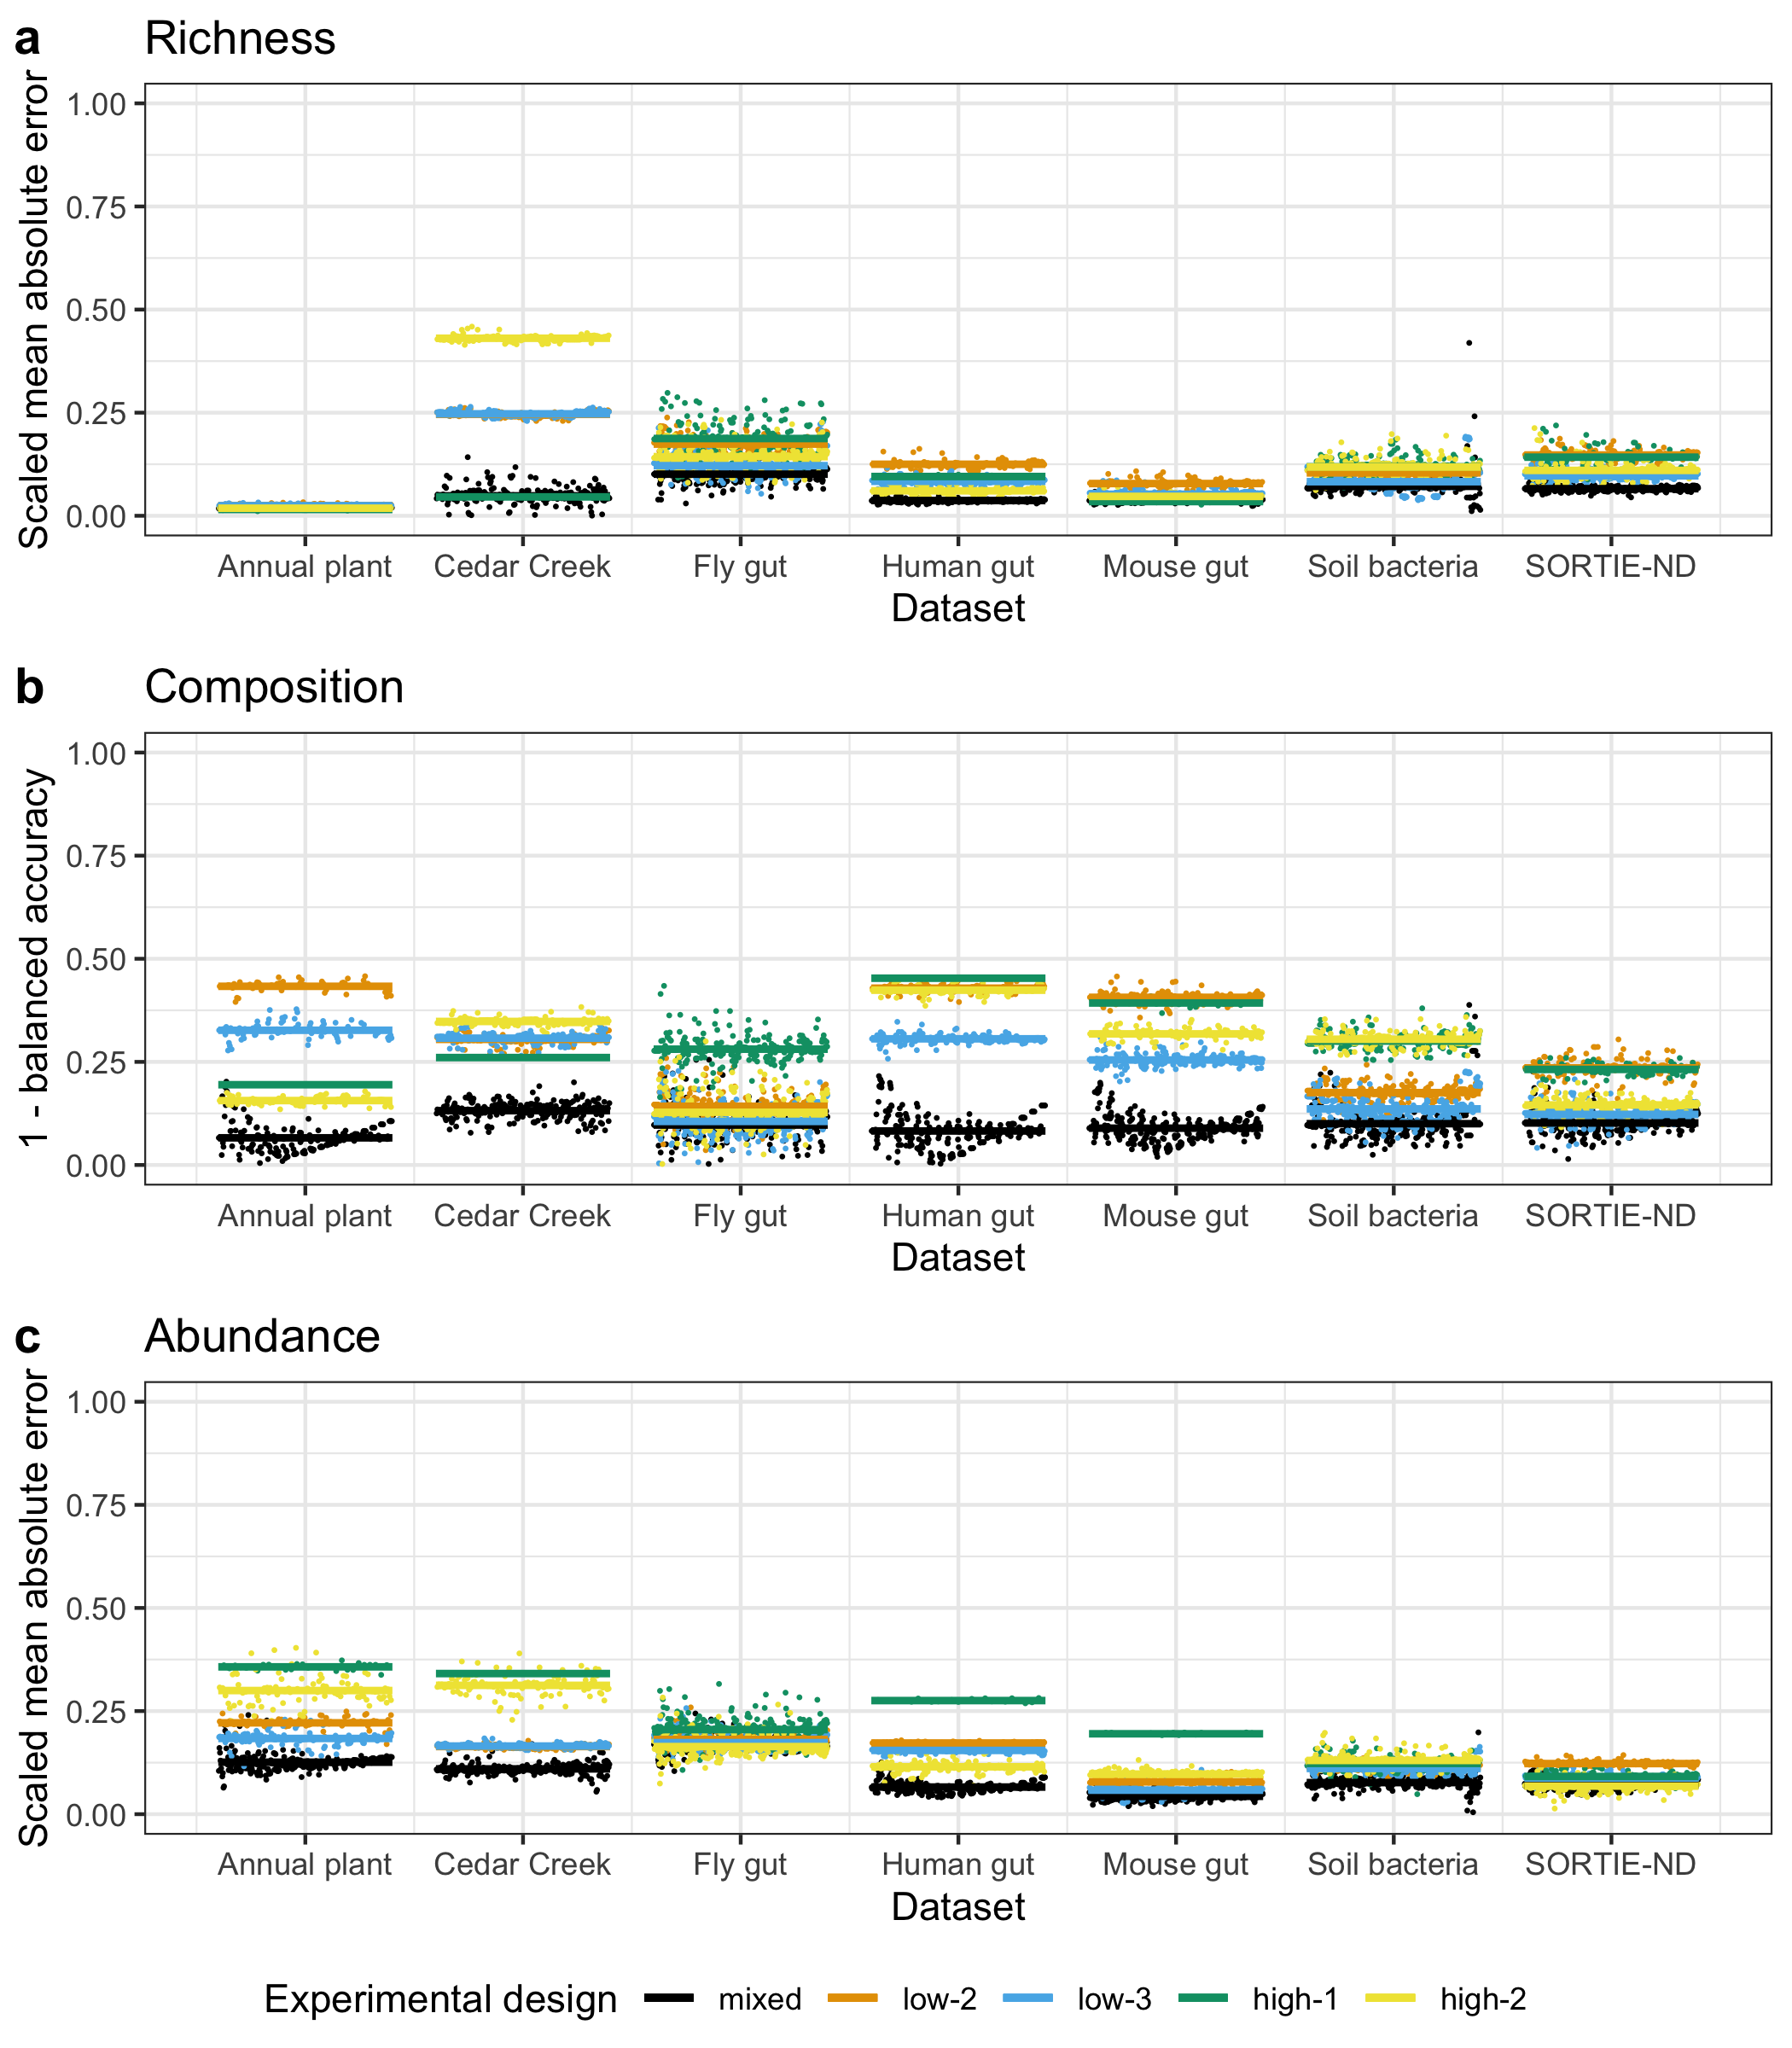 a Richness
Scaled mean absolute error
1.00
0.75
0.50
0.25
0.00
Annual plant Cedar Creek Fly gut Human gut Mouse gut Soil bacteria SORTIE-ND
Dataset
b Composition
1 - balanced accuracy
1.00
0.75
0.50
0.25
0.00
Annual plant Cedar Creek Fly gut Human gut Mouse gut Soil bacteria SORTIE-ND
Dataset
c Abundance
Scaled mean absolute error
1.00
0.75
0.50
0.25
0.00
Annual plant Cedar Creek Fly gut Human gut Mouse gut Soil bacteria SORTIE-ND
Dataset
Experimental design mixed low-2 low-3 high-1 high-2